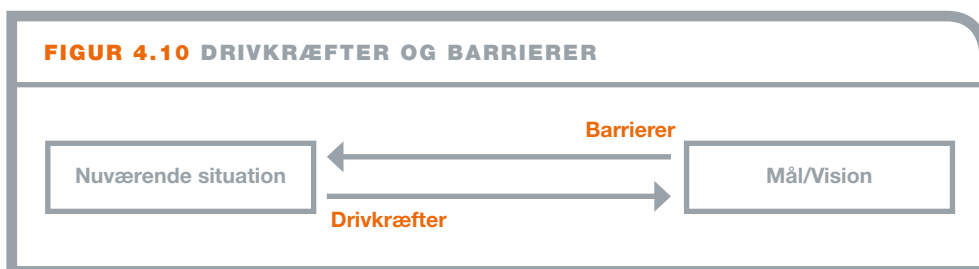 FIGUR 4.10 DRIVKRÆFTER OG BARRIERER
Barrierer
Nuværende situation
Mål/Vision
Drivkræfter